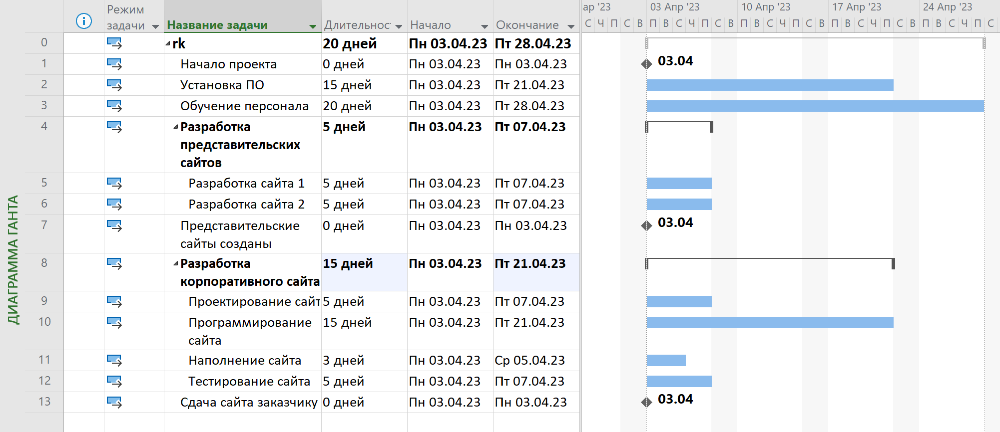 Режим задачи Название задачи Длительнос Начало Окончание
ар '23 03 Апр '23 10 Апр '23 17 Апр '23 24 Апр '23
С Ч П С В П В С Ч П С В П В С Ч П С В П В С Ч П С В П В С Ч П С
ДИАГРАММА ГАНТА
0 rk 20 дней Пн 03.04.23 Пт 28.04.23
1 Начало проекта 0 дней Пн 03.04.23 Пн 03.04.23 03.04
2 Установка ПО 15 дней Пн 03.04.23 Пт 21.04.23
3 Обучение персонала 20 дней Пн 03.04.23 Пт 28.04.23
4 Разработка 5 дней Пн 03.04.23 Пт 07.04.23
представительских
сайтов
5 Разработка сайта 1 5 дней Пн 03.04.23 Пт 07.04.23
6 Разработка сайта 2 5 дней Пн 03.04.23 Пт 07.04.23
7 Представительские 0 дней Пн 03.04.23 Пн 03.04.23 03.04
сайты созданы
8 Разработка 15 дней Пн 03.04.23 Пт 21.04.23
корпоративного сайта
9 Проектирование сайт 5 дней Пн 03.04.23 Пт 07.04.23
10 Программирование 15 дней Пн 03.04.23 Пт 21.04.23
сайта
11 Наполнение сайта 3 дней Пн 03.04.23 Ср 05.04.23
12 Тестирование сайта 5 дней Пн 03.04.23 Пт 07.04.23
13 Сдача сайта заказчику 0 дней Пн 03.04.23 Пн 03.04.23 03.04